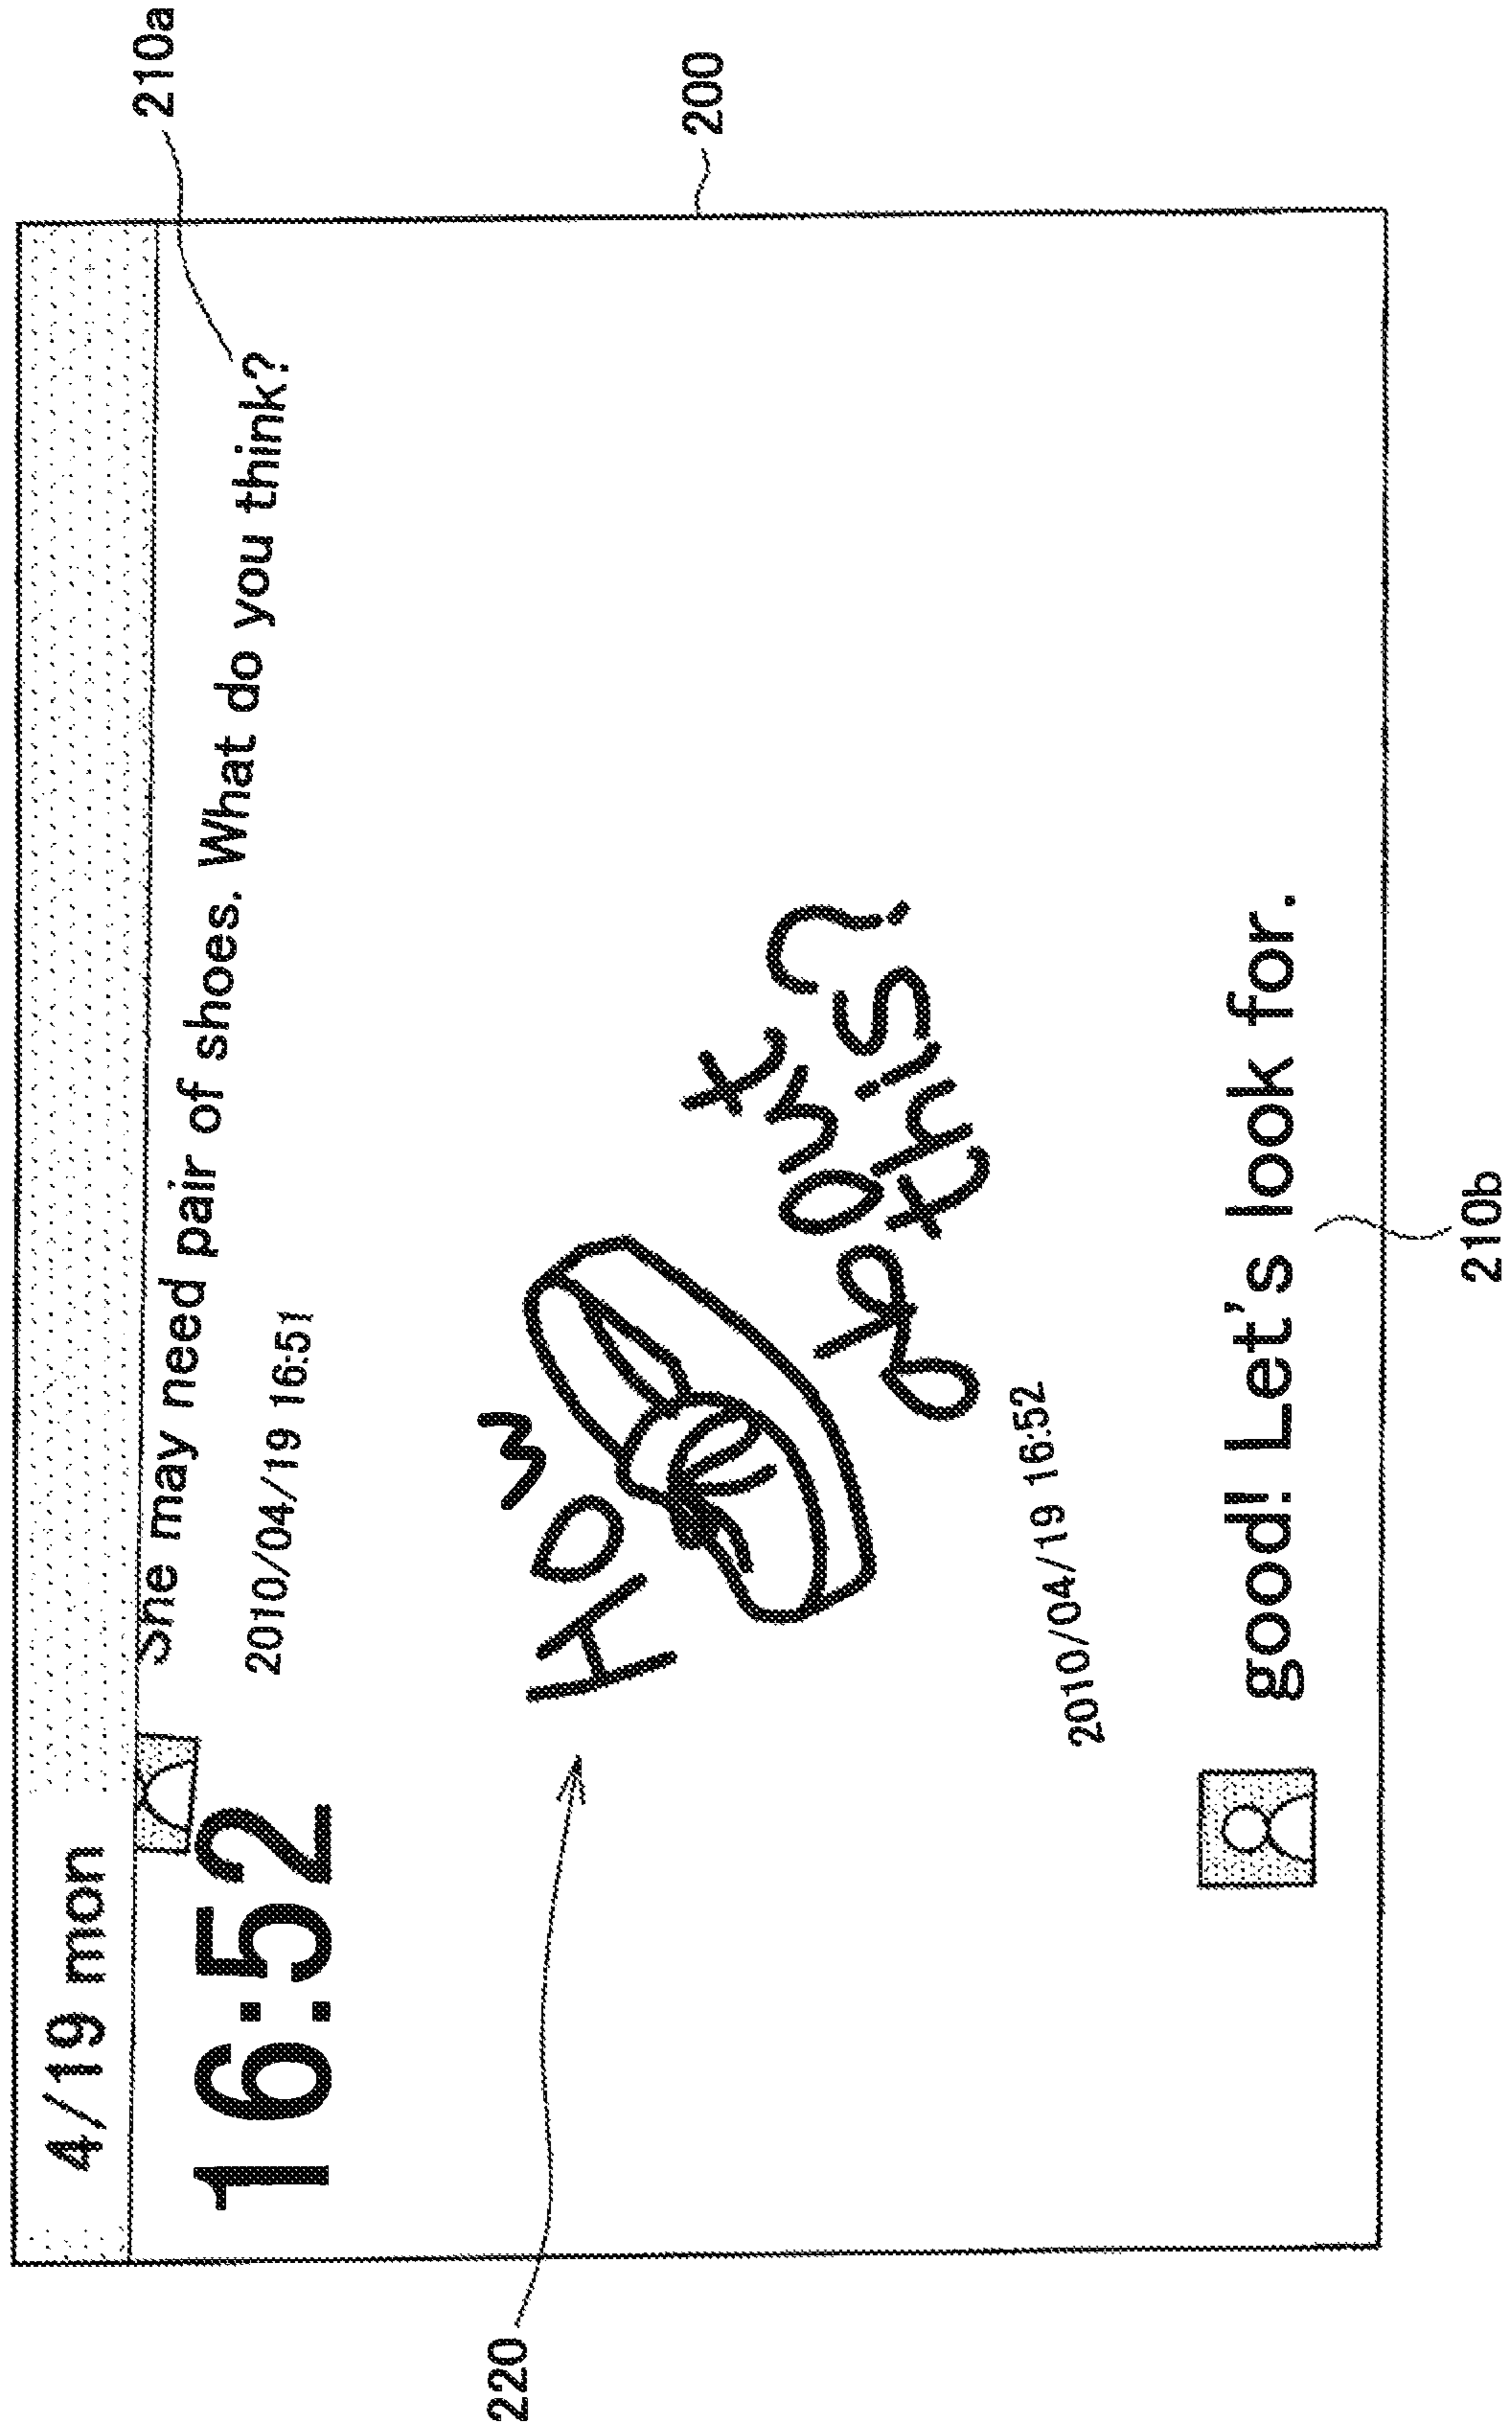 210a
4/19 mon
She may need pair of shoes. What do you think?
16:52
2010/04/19 16:51
200
220
How
about
this?
2010/04/19 16:52
good! Let's look for.
210b